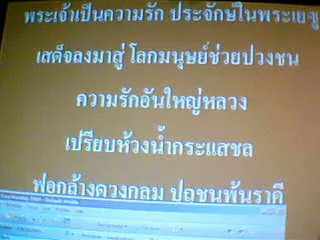 พระเจ้าเป็นความรัก ประจักษ์ในพระเยซู
เสด็จลงมาสู่ โลกมนุษย์ช่วยปวงชน
ความรักอันใหญ่หลวง
เปรียบห้วงน้ำกระแสชล
ฟอกล้างดวงกลม ปถชนพ้นราคี